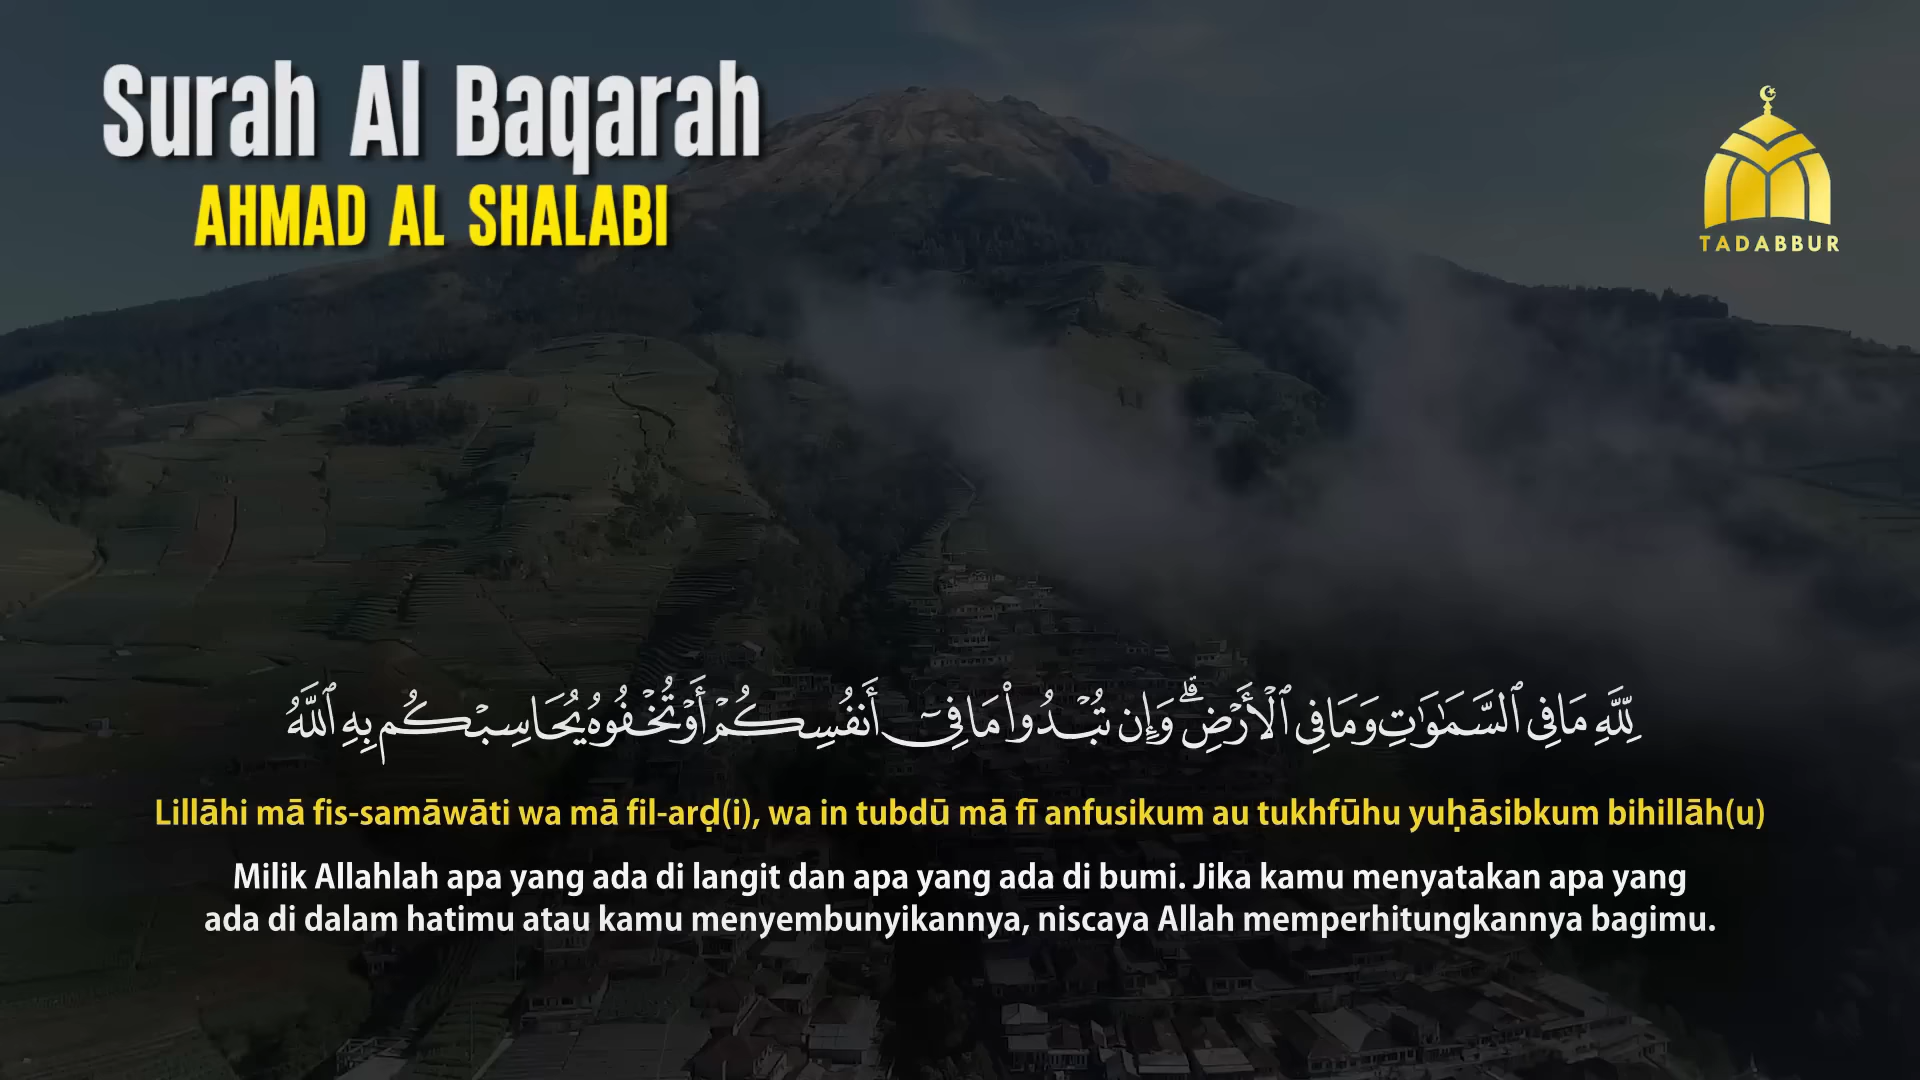 Surah Al Baqarah
AHMAD AL SHALABI
TADABBUR
لِّلَّهِ مَا فِى ٱلسَّمَـٰوَٰتِ وَمَا فِى ٱلْأَرْضِ ۗ وَإِن تُبْدُوا۟ مَا فِىٓ أَنفُسِكُمْ أَوْ تُخْفُوهُ يُحَاسِبْكُم بِهِ ٱللَّهُ
Lillāhi mā fis-samāwāti wa mā fil-arḍ(i), wa in tubdū mā fī anfusikum au tukhfūhu yuḥāsibkum bihillāh(u)
Milik Allahlah apa yang ada di langit dan apa yang ada di bumi. Jika kamu menyatakan apa yang
ada di dalam hatimu atau kamu menyembunyikannya, niscaya Allah memperhitungkannya bagimu.